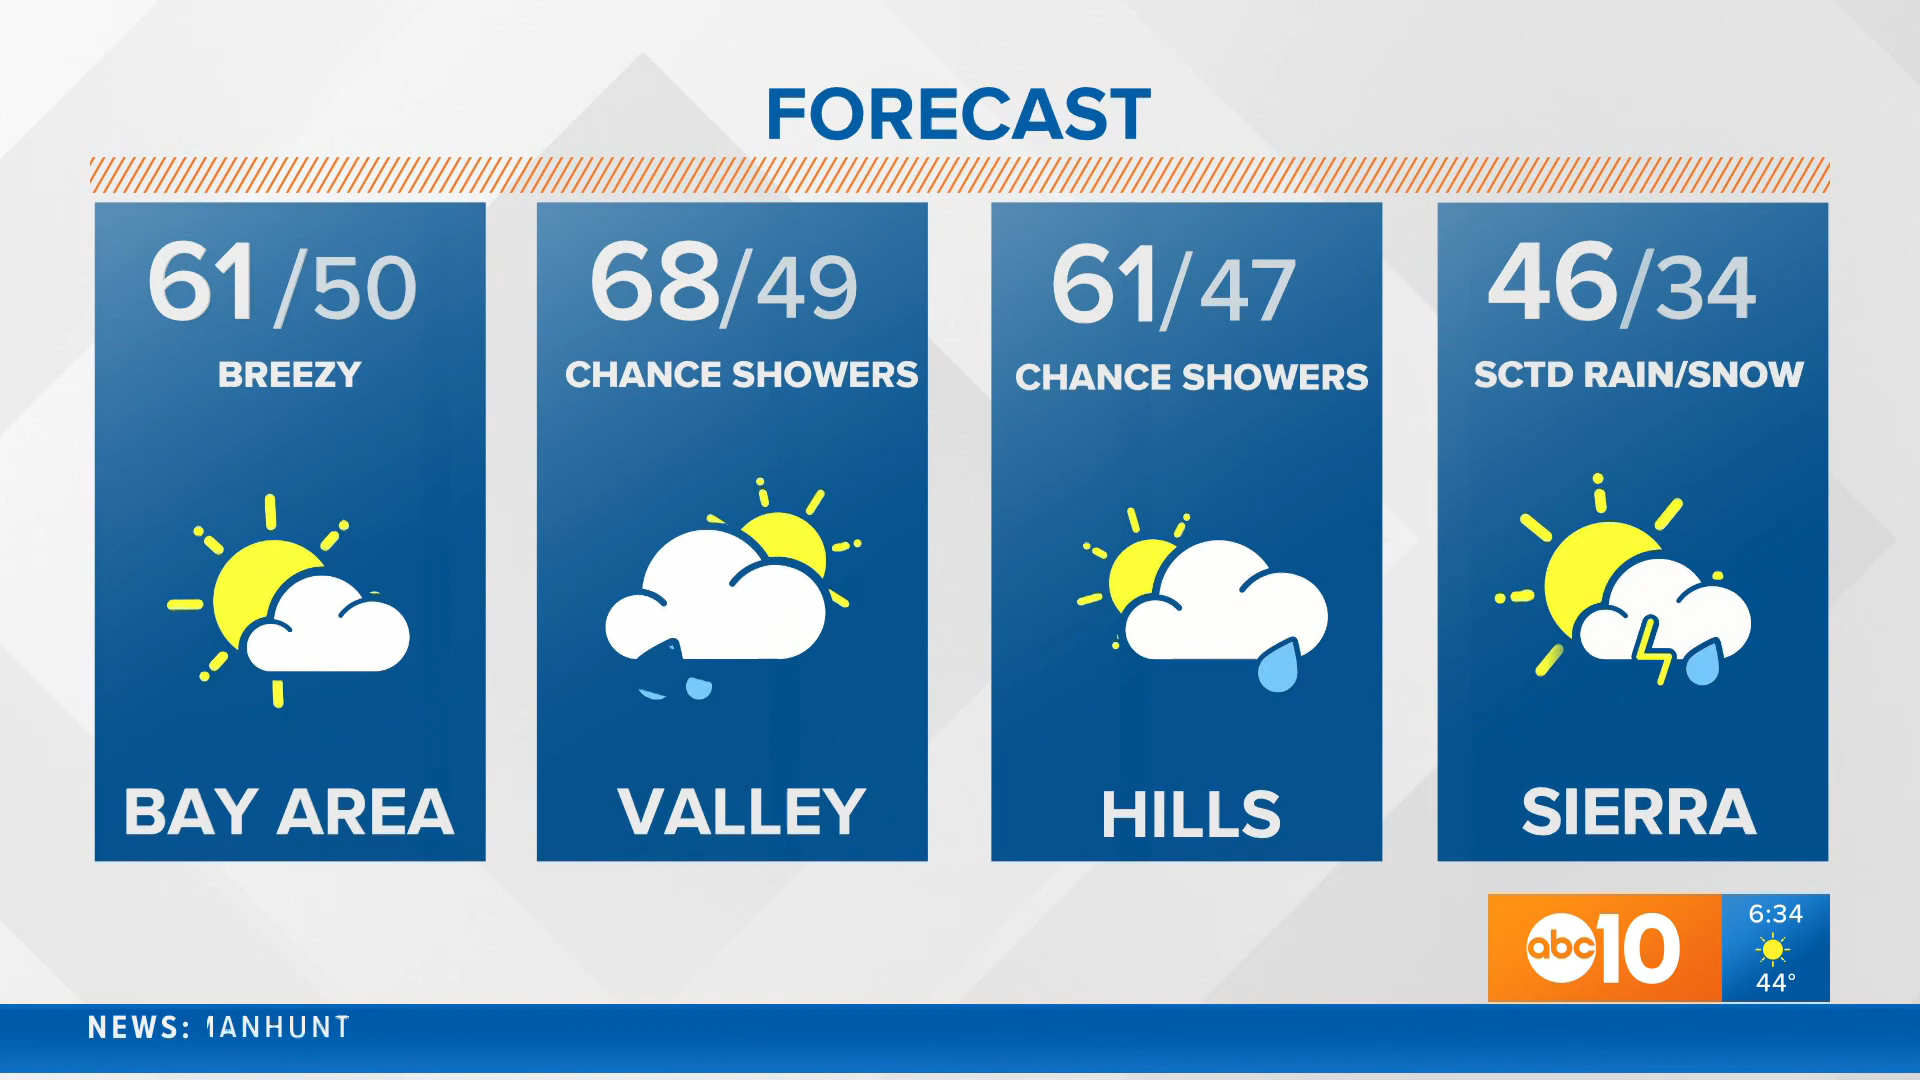 FORECAST
61/50
BREEZY
BAY AREA
68/49
CHANCE SHOWERS
VALLEY
61/47
CHANCE SHOWERS
HILLS
46/34
SCTD RAIN/SNOW
SIERRA
abc10
6:34
44°
NEWS: MANHUNT